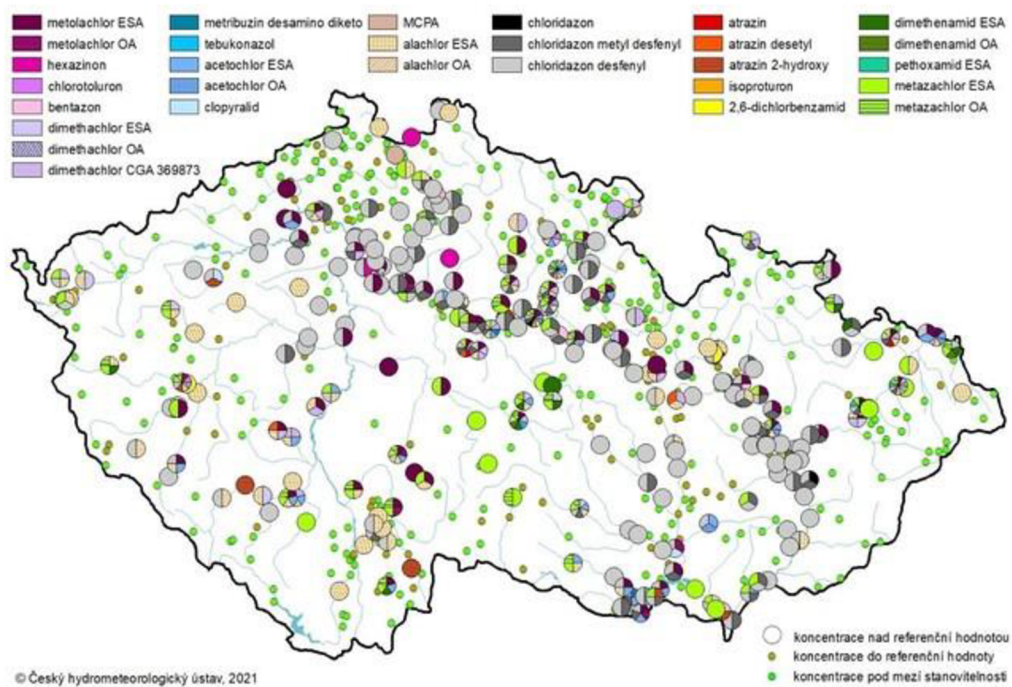 metolachlor ESA
metolachlor OA
hexazinon
chlorotoluron
bentazon
dimethachlor ESA
dimethachlor OA
dimethachlor CGA 369873
metribuzin desamino diketo
tebukonazol
acetochlor ESA
acetochlor OA
clopyralid
MCPA
alachlor ESA
alachlor OA
chloridazon
chloridazon metyl desfenyl
chloridazon desfenyl
atrazin
atrazin desetyl
atrazin 2-hydroxy
isoproturon
2,6-dichlorbenzamid
dimethenamid ESA
dimethenamid OA
pethoxamid ESA
metazachlor ESA
metazachlor OA
koncentrace nad referenční hodnotou
koncentrace do referenční hodnoty
koncentrace pod mezí stanovitelnosti
© Český hydrometeorologický ústav, 2021